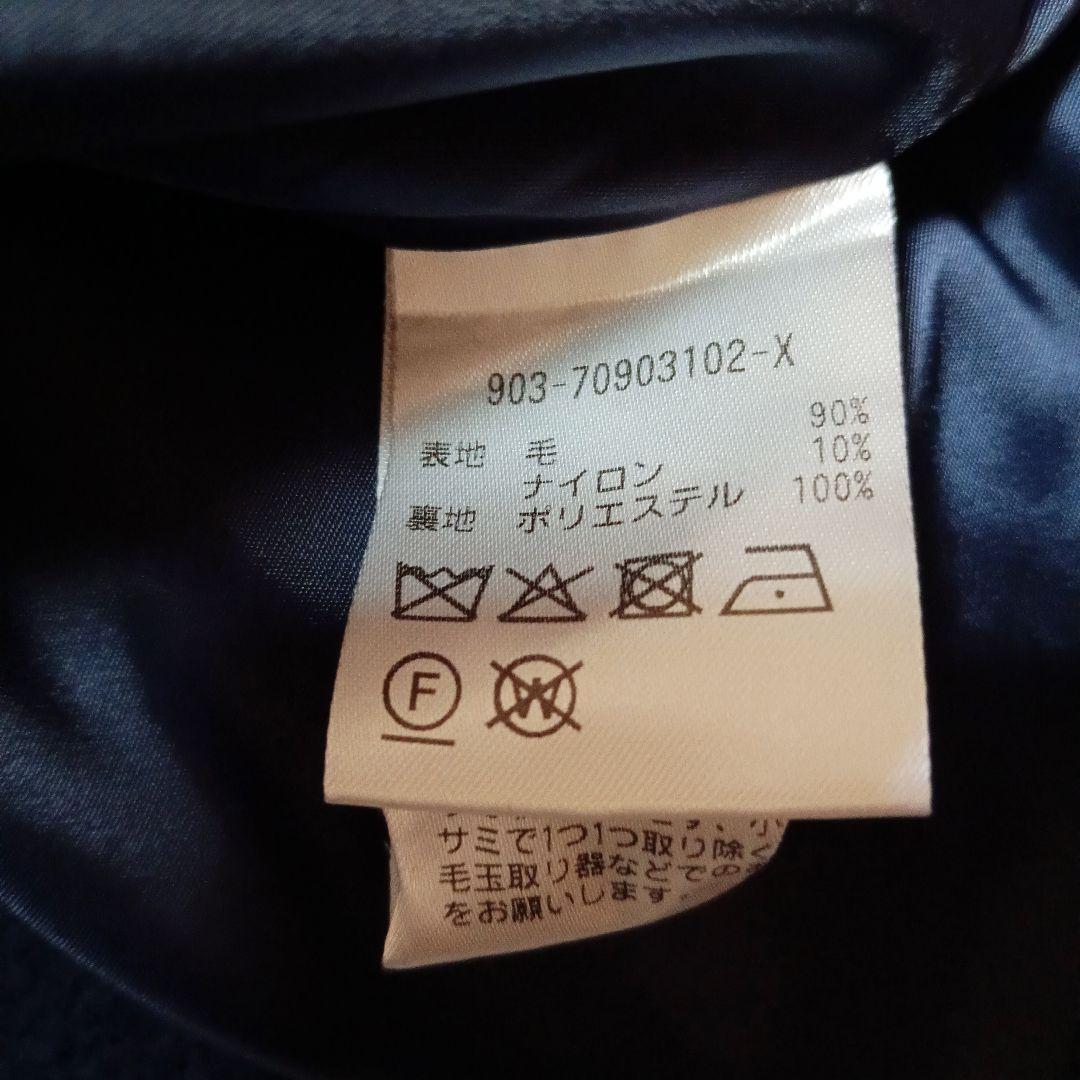 903-70903102-X
表地 毛 90%
ナイロン 10%
裏地 ポリエステル 100%
F
W
サミで1つ1つ取り除く
毛玉取り器などでの
をお願いします。